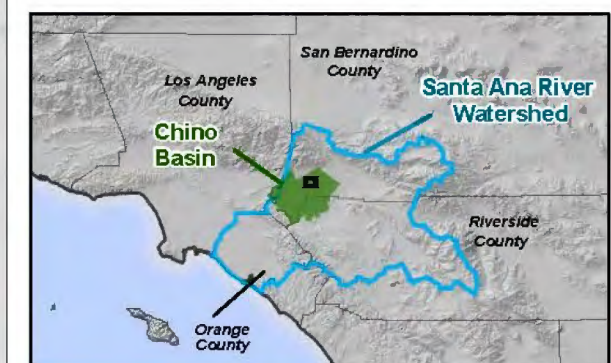 San Bernardino
County
Los Angeles
County
Santa Ana River
Watershed
Chino
Basin
Riverside
County
Orange
County